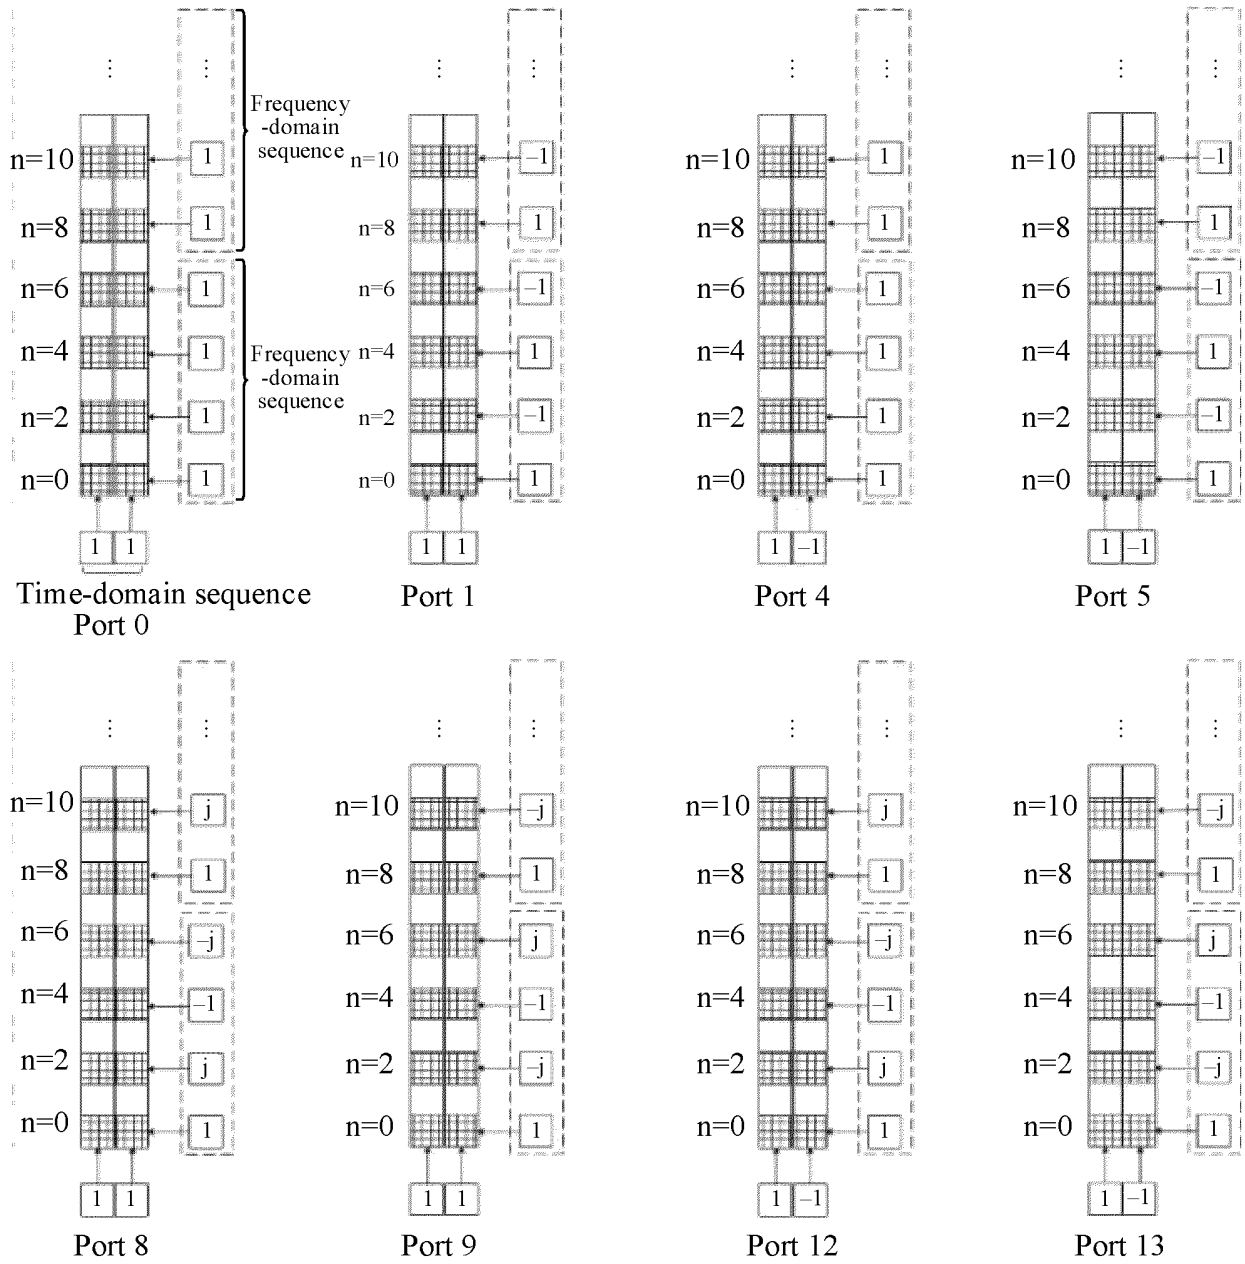 ⋮ ⋮ ⋮ ⋮ ⋮ ⋮ ⋮ ⋮
Frequency
-domain
sequence
n=10 1 n=10 –1 n=10 1 n=10 –1
n=8 1 n=8 1 n=8 1 n=8 1
n=6 1 n=6 –1 n=6 1 n=6 –1
Frequency
-domain
sequence
n=4 1 n=4 1 n=4 1 n=4 1
n=2 1 n=2 –1 n=2 1 n=2 –1
n=0 1 n=0 1 n=0 1 n=0 1
1 1 1 1 1 –1 1 –1
Time-domain sequence
Port 0 Port 1 Port 4 Port 5
⋮ ⋮ ⋮ ⋮ ⋮ ⋮ ⋮ ⋮
n=10 j n=10 –j n=10 j n=10 –j
n=8 1 n=8 1 n=8 1 n=8 1
n=6 –j n=6 j n=6 –j n=6 j
n=4 –1 n=4 –1 n=4 –1 n=4 –1
n=2 j n=2 –j n=2 j n=2 –j
n=0 1 n=0 1 n=0 1 n=0 1
1 1 1 1 1 –1 1 –1
Port 8 Port 9 Port 12 Port 13